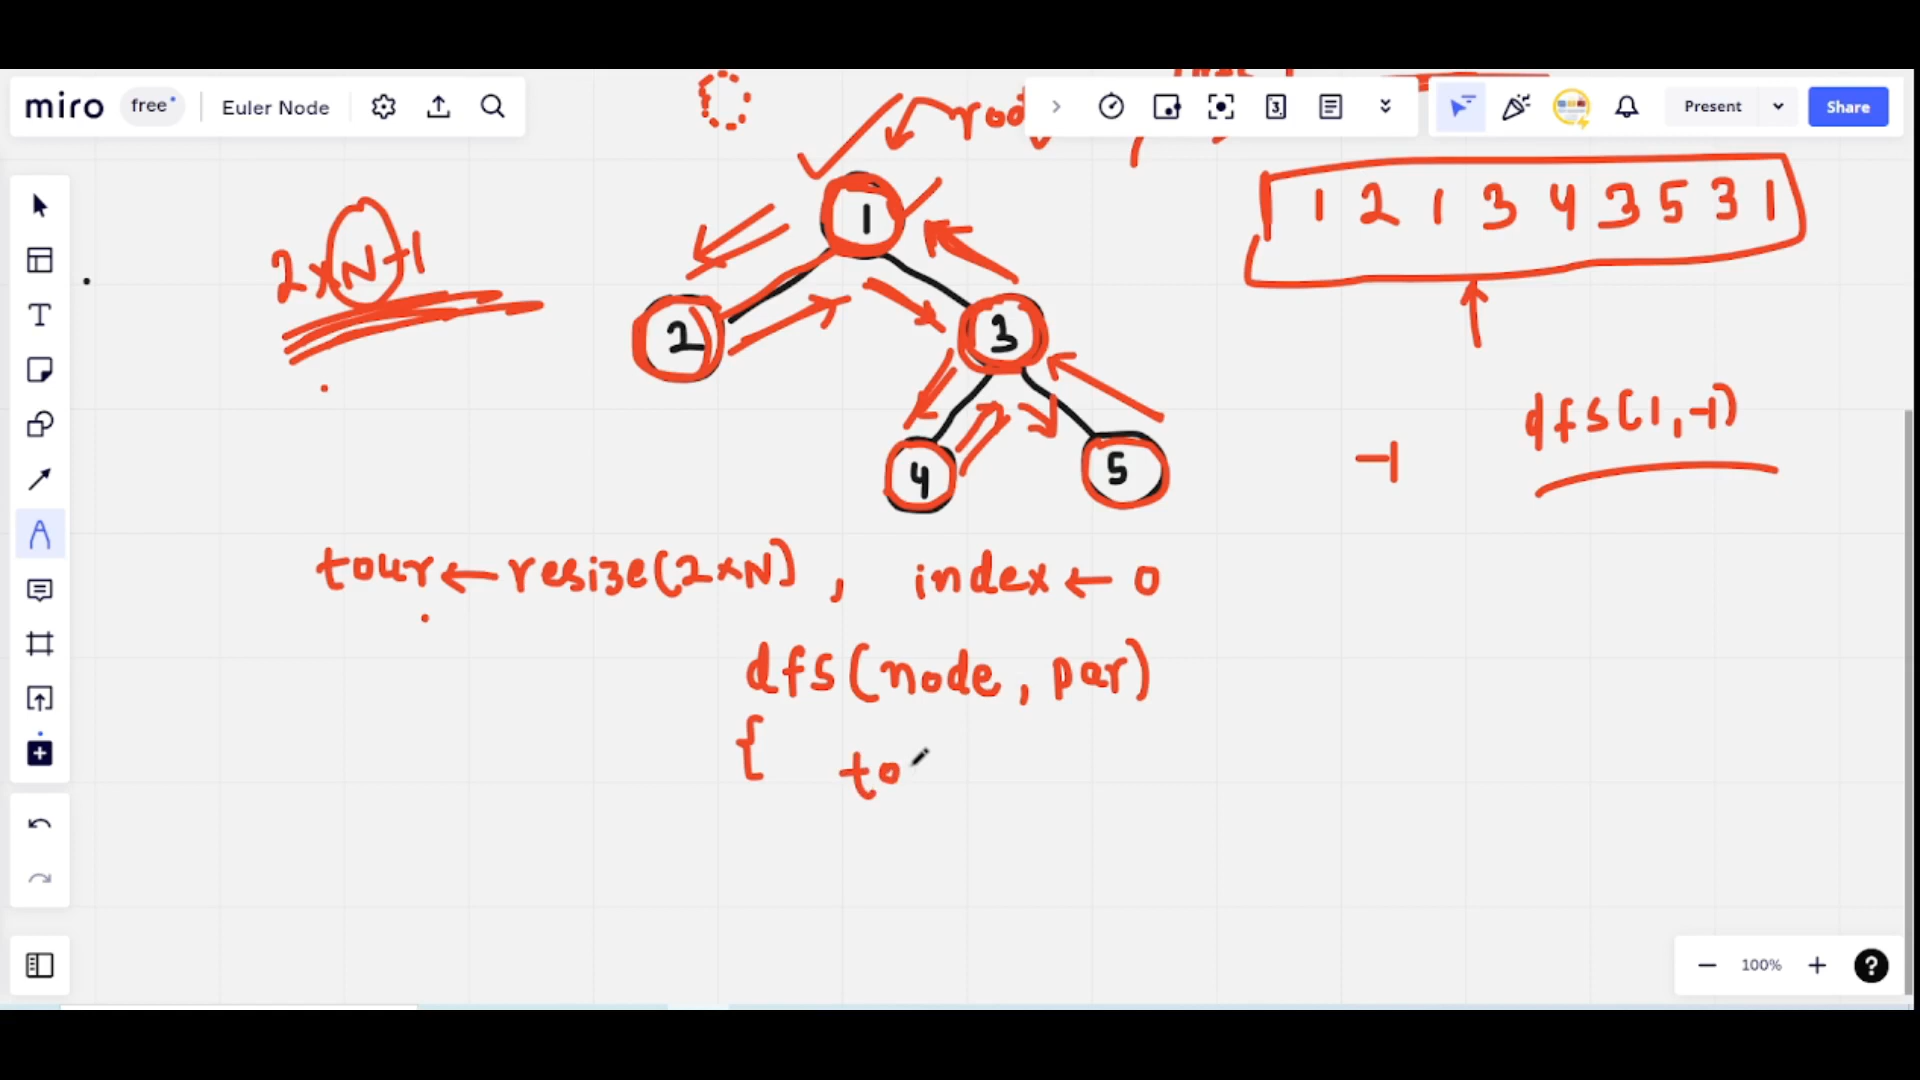 miro free Euler Node
Present Share
1 2 1 3 4 3 5 3 1
1
2×N+1
2
3
dfs(1,-1)
4
5
-1
tour←resize(2×N), index←0
dfs(node, par)
{ to
100%